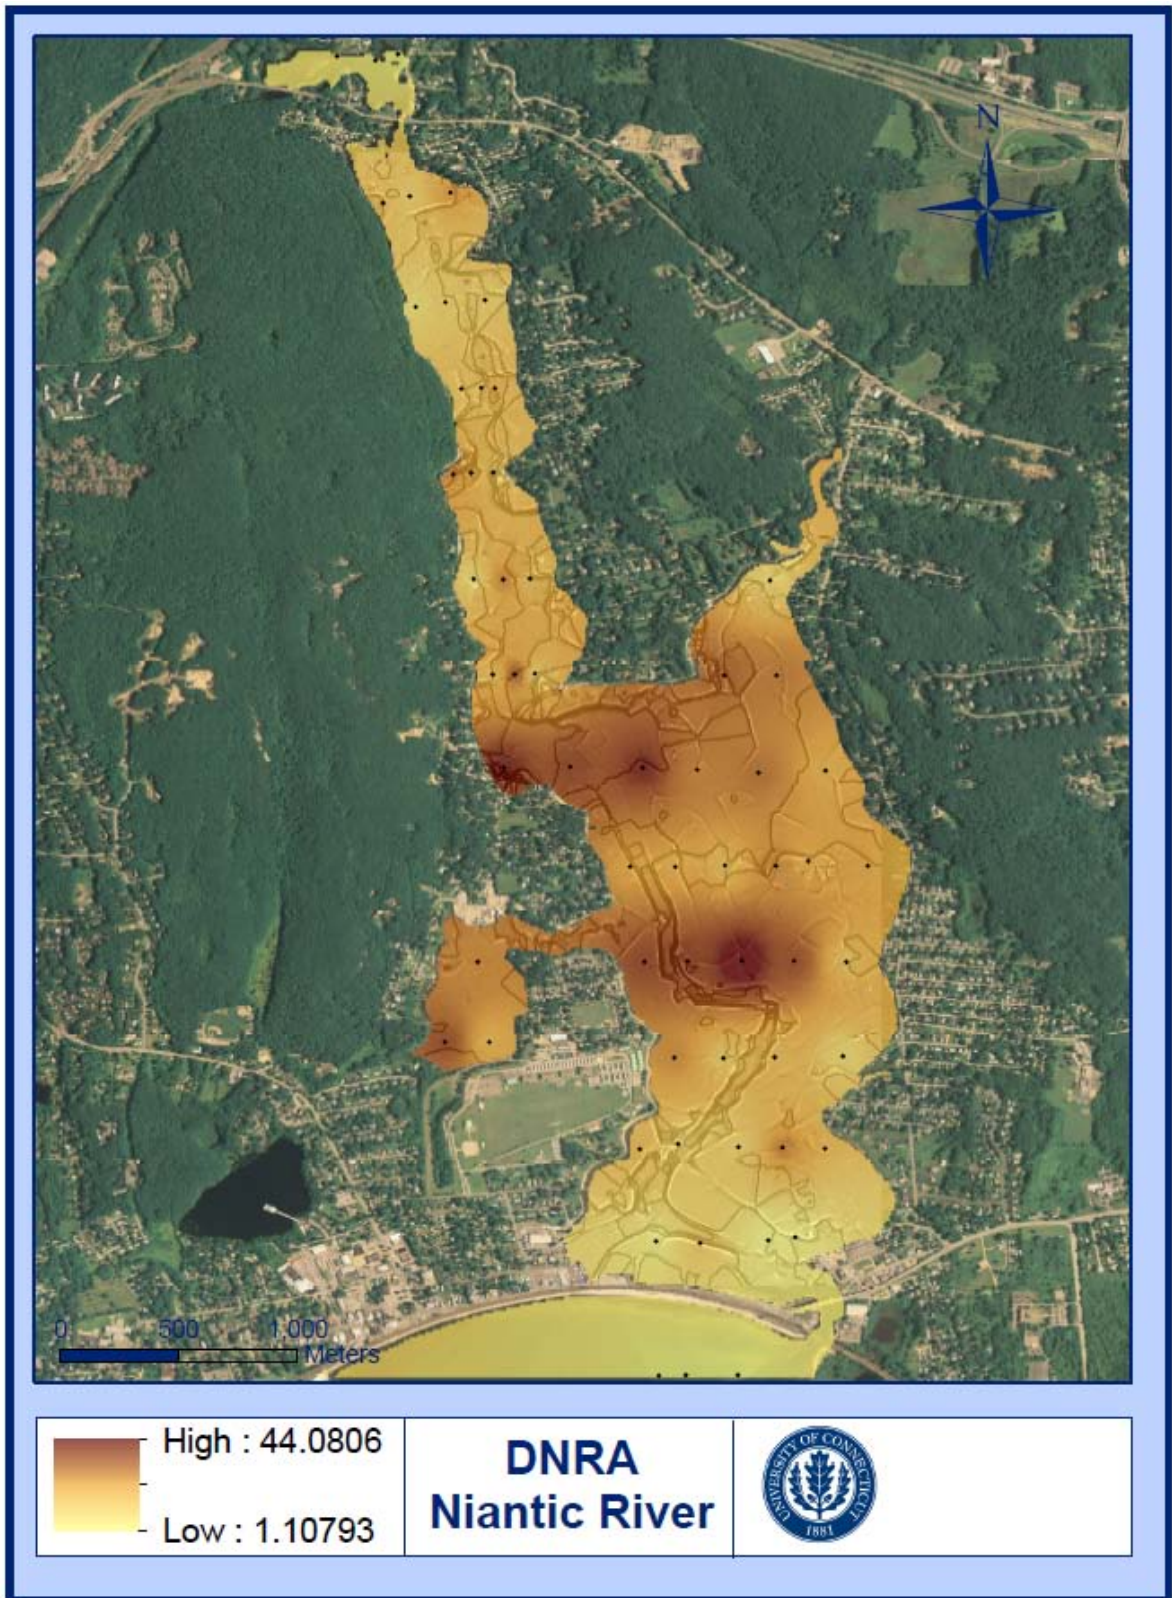 N
0 500 1,000
Meters
High : 44.0806
Low : 1.10793
DNRA
Niantic River
UNIVERSITY OF CONNECTICUT
1881